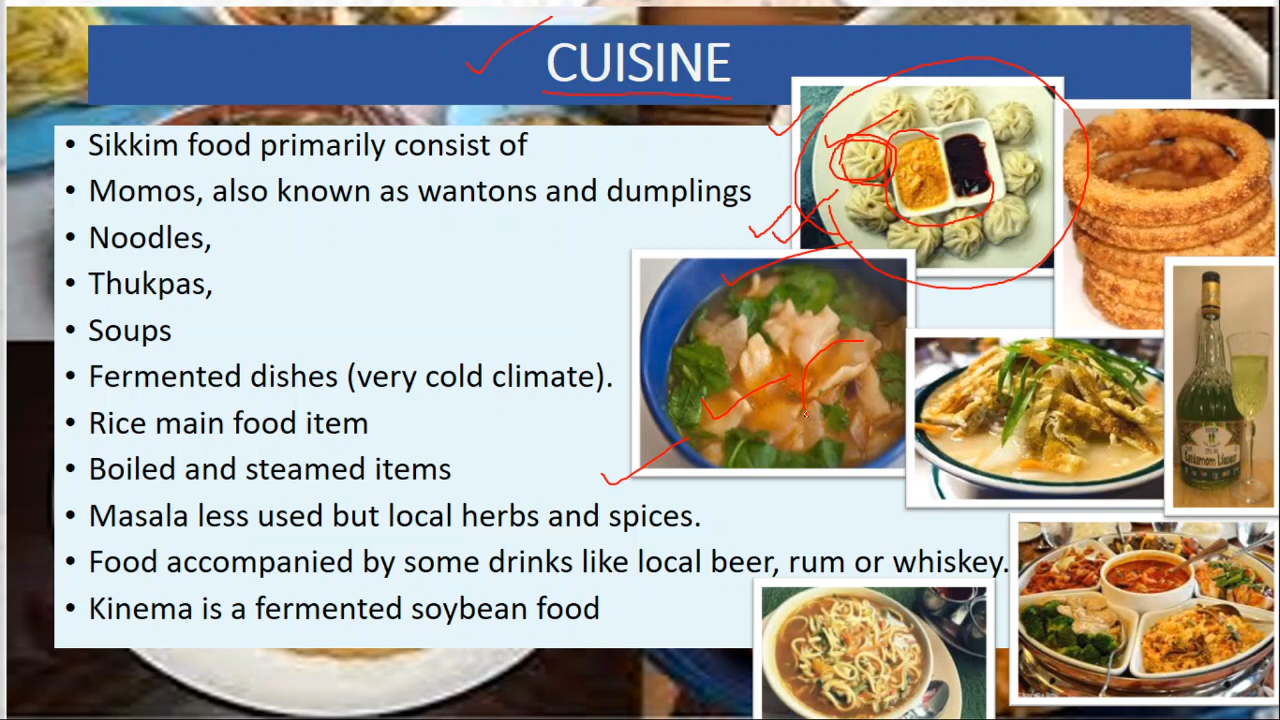 CUISINE
• Sikkim food primarily consist of
• Momos, also known as wantons and dumplings
• Noodles,
• Thukpas,
• Soups
• Fermented dishes (very cold climate).
• Rice main food item
• Boiled and steamed items
• Masala less used but local herbs and spices.
• Food accompanied by some drinks like local beer, rum or whiskey.
• Kinema is a fermented soybean food
Cardamom Liqueur